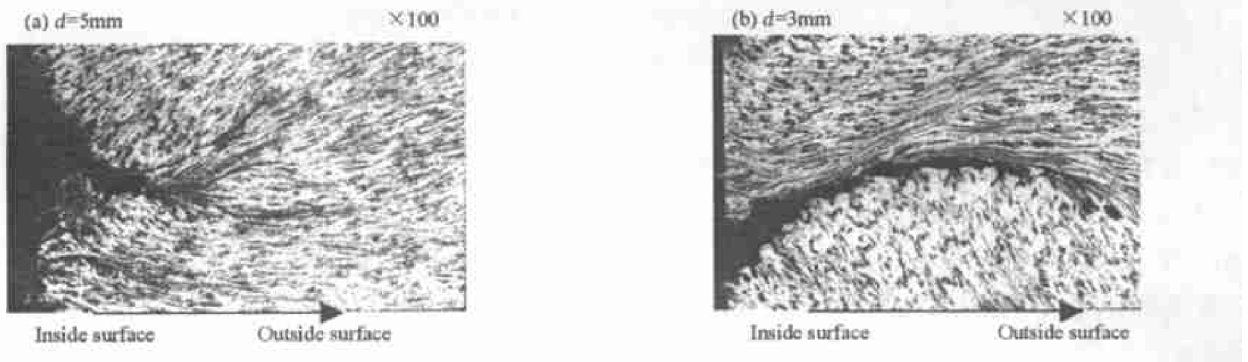 (a) d=5mm ×100
(b) d=3mm ×100
Inside surface Outside surface
Inside surface Outside surface